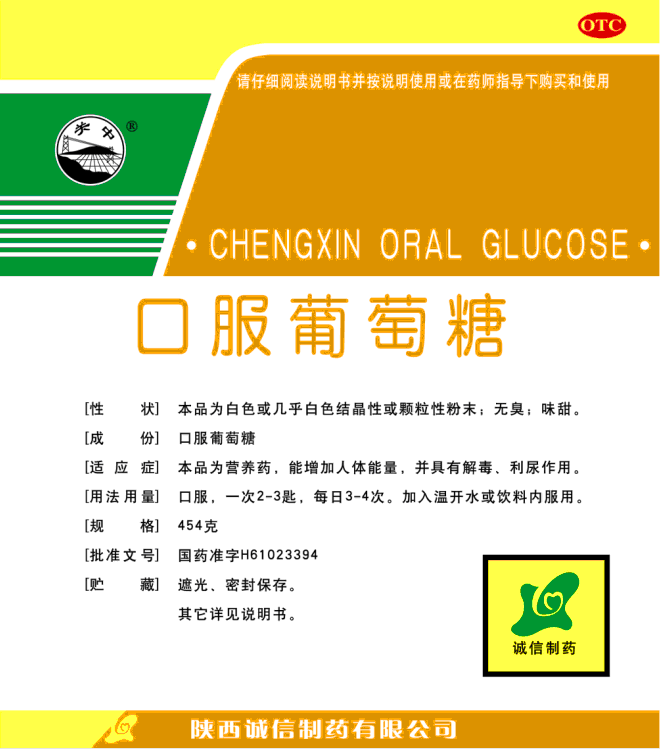 OTC
请仔细阅读说明书并按说明使用或在药师指导下购买和使用
®
·CHENGXIN ORAL GLUCOSE·
口服葡萄糖
[性 状] 本品为白色或几乎白色结晶性或颗粒性粉末；无臭；味甜。
[成 份] 口服葡萄糖
[适应症] 本品为营养药，能增加人体能量，并具有解毒、利尿作用。
[用法用量] 口服，一次2-3匙，每日3-4次。加入温开水或饮料内服用。
[规 格] 454克
[批准文号] 国药准字H61023394
[贮 藏] 遮光、密封保存。
其它详见说明书。
诚信制药
陕西诚信制药有限公司